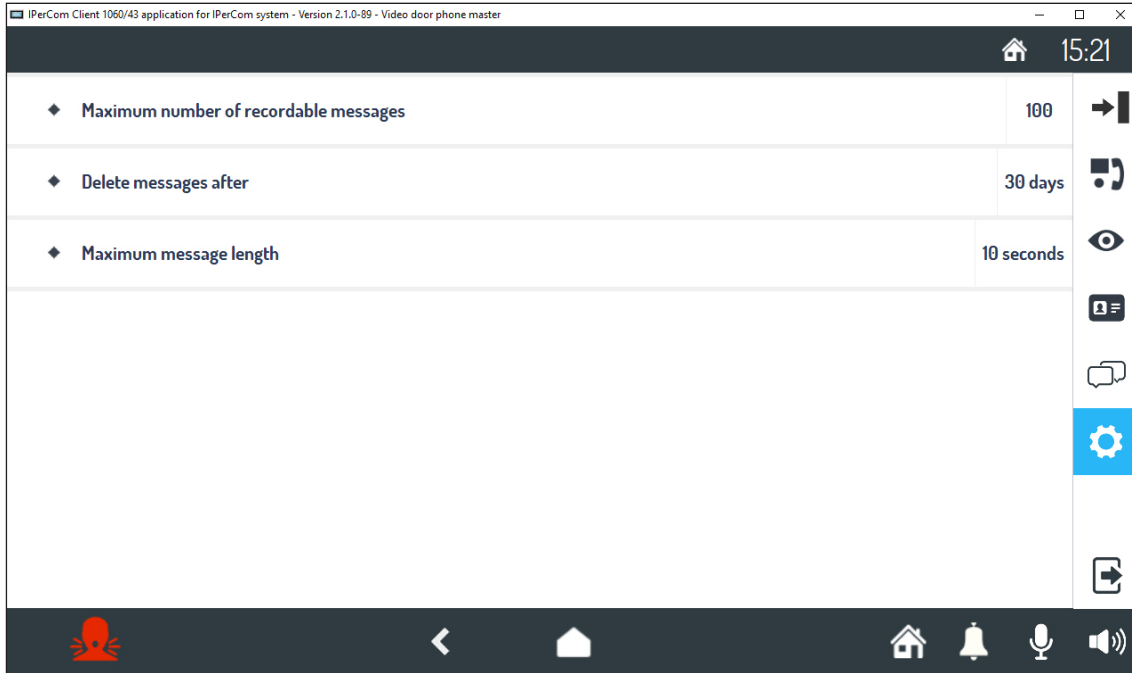 IPerCom Client 1060/43 application for IPerCom system - Version 2.1.0-89 - Video door phone master
15:21
Maximum number of recordable messages 100
Delete messages after 30 days
Maximum message length 10 seconds